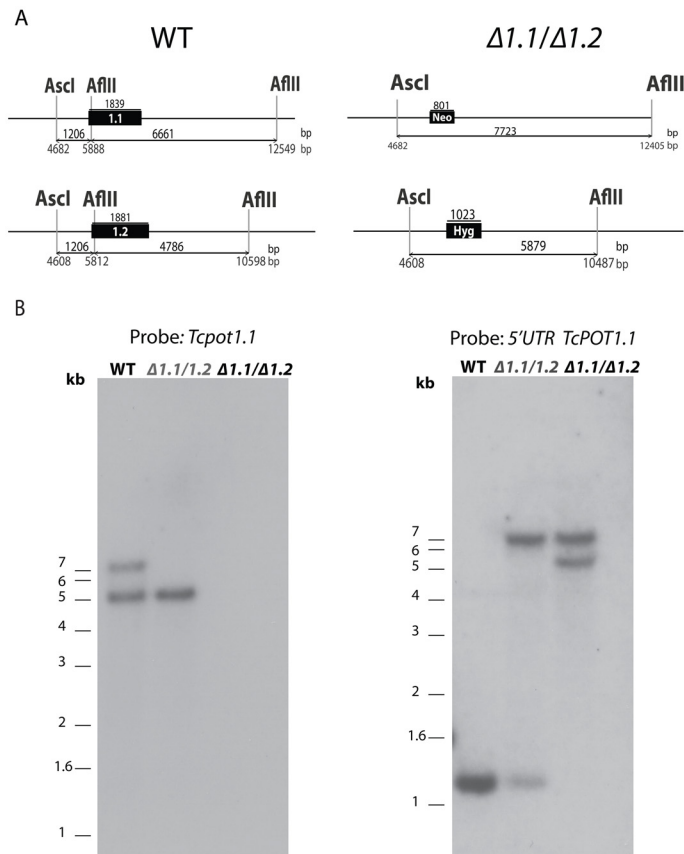 A
WT
Δ1.1/Δ1.2
AscI AflII AflII
1839
1.1
1206 6661 bp
4682 5888 12549 bp
AscI AflII
801
Neo
7723
4682 12405 bp
AscI AflII AflII
1881
1.2
1206 4786 bp
4608 5812 10598 bp
AscI AflII
1023
Hyg
5879 bp
4608 10487 bp
B
Probe: Tcpot1.1
WT Δ1.1/1.2 Δ1.1/Δ1.2
kb
7
6
5
4
3
2
1.6
1
Probe: 5'UTR TcPOT1.1
WT Δ1.1/1.2 Δ1.1/Δ1.2
kb
7
6
5
4
3
2
1.6
1